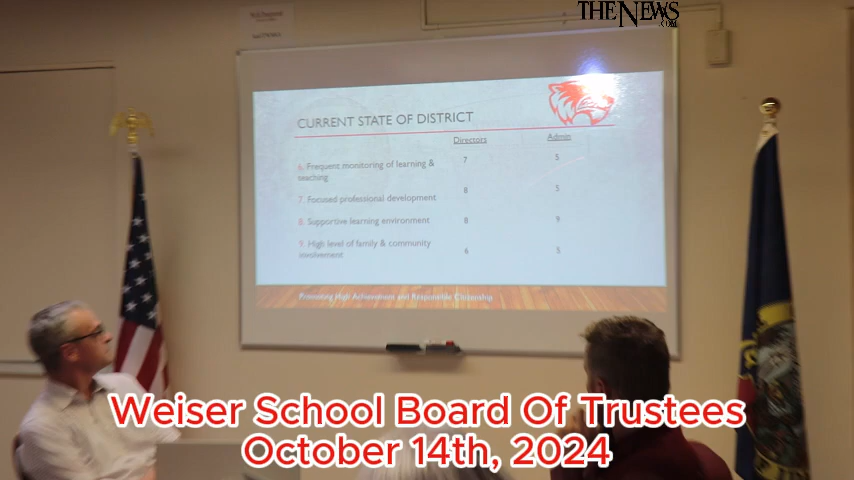 THE NEWS
.COM
CURRENT STATE OF DISTRICT
Directors Admin
6. Frequent monitoring of learning & 7 5
teaching
7. Focused professional development 8 5
8. Supportive learning environment 8 9
9. High level of family & community 6 5
involvement
Promoting High Achievement and Responsible Citizenship
Weiser School Board Of Trustees
October 14th, 2024